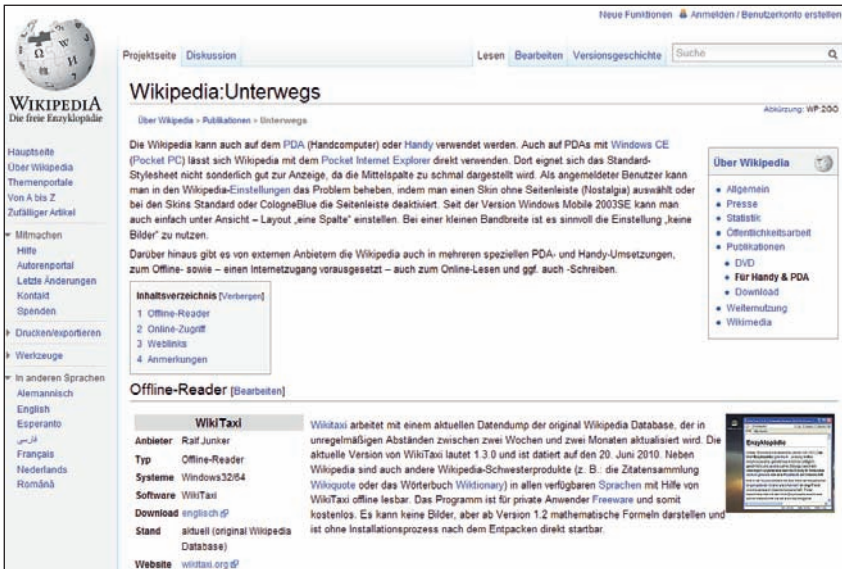 Neue Funktionen Anmelden / Benutzerkonto erstellen
Projektseite Diskussion Lesen Bearbeiten Versionsgeschichte Suche
WIKIPEDIA
Die freie Enzyklopädie
Hauptseite
Über Wikipedia
Themenportale
Von A bis Z
Zufälliger Artikel
Mitmachen
Hilfe
Autorenportal
Letzte Änderungen
Kontakt
Spenden
Drucken/exportieren
Werkzeuge
In anderen Sprachen
Alemannisch
English
Esperanto
فارسی
Français
Nederlands
Română
Wikipedia:Unterwegs
Abkürzung: WP:2GO
Über Wikipedia > Publikationen > Unterwegs
Die Wikipedia kann auch auf dem PDA (Handcomputer) oder Handy verwendet werden. Auch auf PDAs mit Windows CE
(Pocket PC) lässt sich Wikipedia mit dem Pocket Internet Explorer direkt verwenden. Dort eignet sich das Standard-
Stylesheet nicht sonderlich gut zur Anzeige, da die Mittelspalte zu schmal dargestellt wird. Als angemeldeter Benutzer kann
man in den Wikipedia-Einstellungen das Problem beheben, indem man einen Skin ohne Seitenleiste (Nostalgia) auswählt oder
bei den Skins Standard oder CologneBlue die Seitenleiste deaktiviert. Seit der Version Windows Mobile 2003SE kann man
auch einfach unter Ansicht – Layout „eine Spalte" einstellen. Bei einer kleinen Bandbreite ist es sinnvoll die Einstellung „keine
Bilder" zu nutzen.
Darüber hinaus gibt es von externen Anbietern die Wikipedia auch in mehreren speziellen PDA- und Handy-Umsetzungen,
zum Offline- sowie – einen Internetzugang vorausgesetzt – auch zum Online-Lesen und ggf. auch -Schreiben.
Über Wikipedia
Allgemein
Presse
Statistik
Öffentlichkeitsarbeit
Publikationen
DVD
Für Handy & PDA
Download
Weiternutzung
Wikimedia
Inhaltsverzeichnis [Verbergen]
1 Offline-Reader
2 Online-Zugriff
3 Weblinks
4 Anmerkungen
Offline-Reader [Bearbeiten]
WikiTaxi
Anbieter Ralf Junker
Typ Offline-Reader
Systeme Windows32/64
Software WikiTaxi
Download englisch
Stand aktuell (original Wikipedia
Database)
Website wikitaxi.org
Wikitaxi arbeitet mit einem aktuellen Datendump der original Wikipedia Database, der in
unregelmäßigen Abständen zwischen zwei Wochen und zwei Monaten aktualisiert wird. Die
aktuelle Version von WikiTaxi lautet 1.3.0 und ist datiert auf den 20. Juni 2010. Neben
Wikipedia sind auch andere Wikipedia-Schwesterprodukte (z. B.: die Zitatensammlung
Wikiquote oder das Wörterbuch Wiktionary) in allen verfügbaren Sprachen mit Hilfe von
WikiTaxi offline lesbar. Das Programm ist für private Anwender Freeware und somit
kostenlos. Es kann keine Bilder, aber ab Version 1.2 mathematische Formeln darstellen und
ist ohne Installationsprozess nach dem Entpacken direkt startbar.
Enzyklopädie